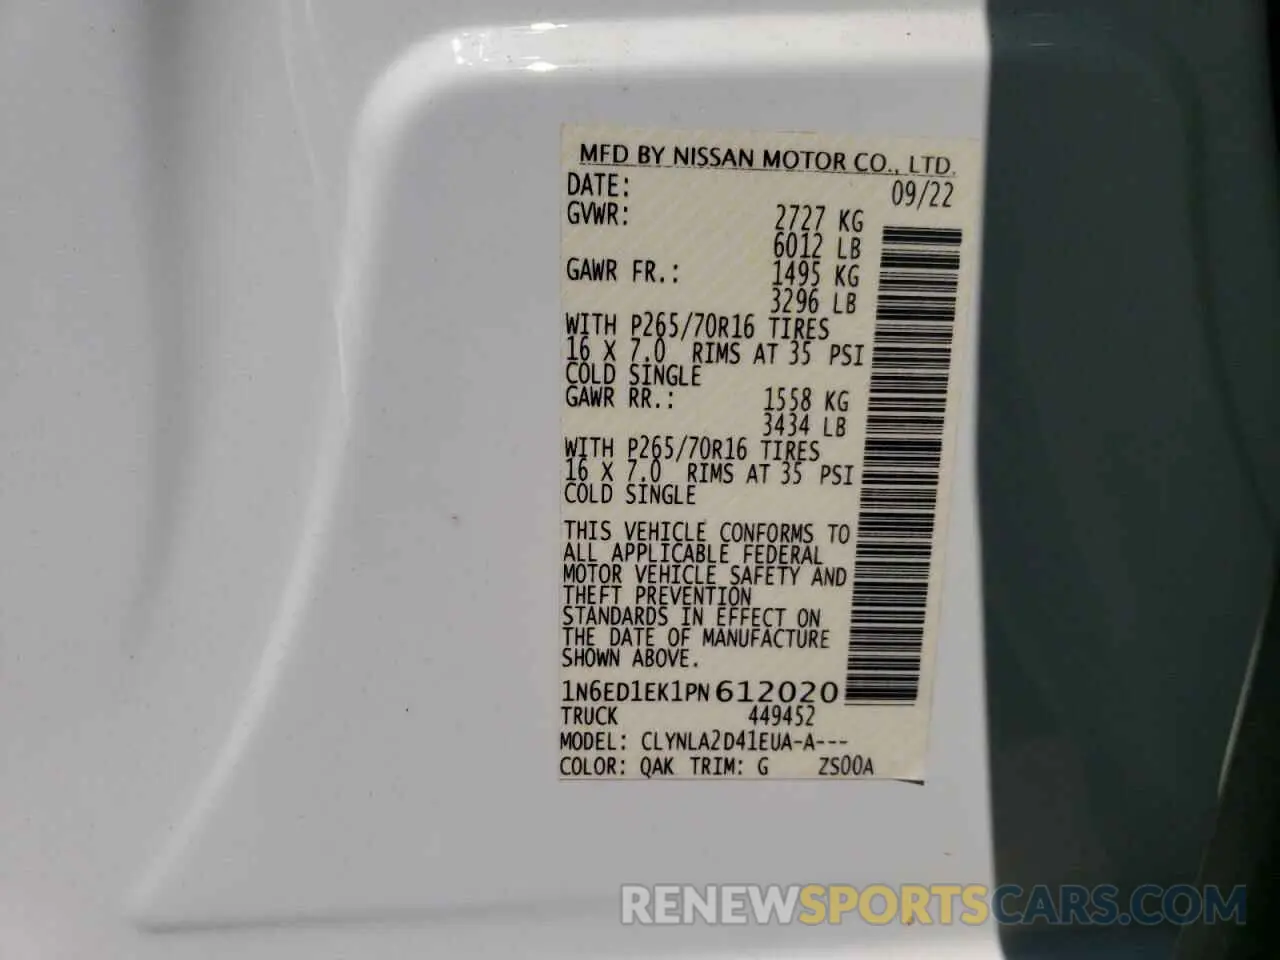 MFD BY NISSAN MOTOR CO., LTD.
DATE: 09/22
GVWR: 2727 KG
6012 LB
GAWR FR.: 1495 KG
3296 LB
WITH P265/70R16 TIRES
16 X 7.0 RIMS AT 35 PSI
COLD SINGLE
GAWR RR.: 1558 KG
3434 LB
WITH P265/70R16 TIRES
16 X 7.0 RIMS AT 35 PSI
COLD SINGLE
THIS VEHICLE CONFORMS TO
ALL APPLICABLE FEDERAL
MOTOR VEHICLE SAFETY AND
THEFT PREVENTION
STANDARDS IN EFFECT ON
THE DATE OF MANUFACTURE
SHOWN ABOVE.
1N6ED1EK1PN612020
TRUCK 449452
MODEL: CLYNLA2D41EUA-A---
COLOR: QAK TRIM: G ZS00A
RENEWSPORTSCARS.COM